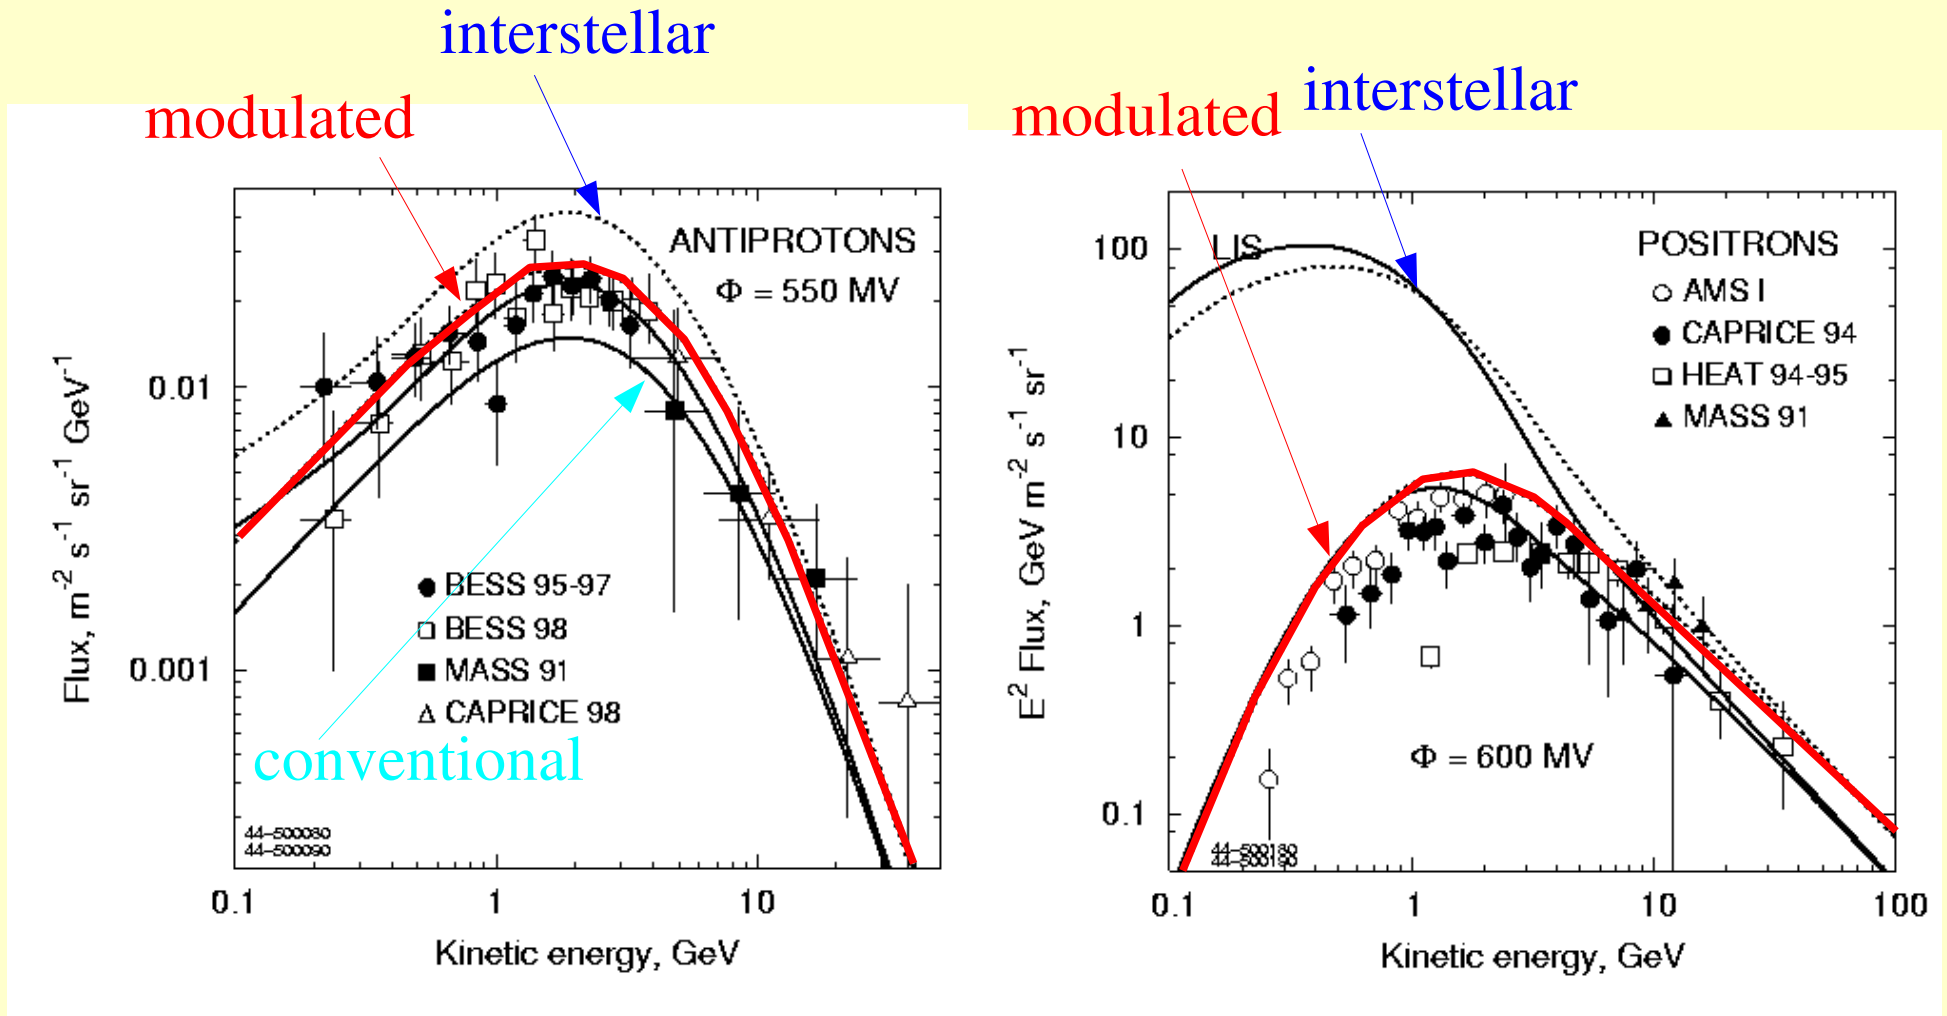 interstellar
modulated
ANTIPROTONS
Φ = 550 MV
Flux, m⁻² s⁻¹ sr⁻¹ GeV⁻¹
0.01
0.001
BESS 95-97
BESS 98
MASS 91
CAPRICE 98
conventional
44-500080
44-500090
0.1
1
10
Kinetic energy, GeV
modulated
interstellar
LIS
POSITRONS
AMS I
CAPRICE 94
HEAT 94-95
MASS 91
E² Flux, GeV m⁻² s⁻¹ sr⁻¹
100
10
1
0.1
Φ = 600 MV
0.1
1
10
100
Kinetic energy, GeV